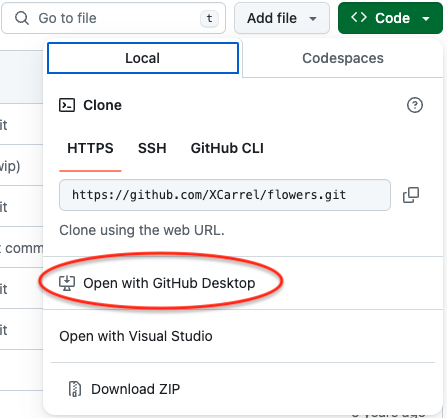 Go to file t Add file Code
Local Codespaces
Clone
HTTPS SSH GitHub CLI
https://github.com/XCarrel/flowers.git
Clone using the web URL.
Open with GitHub Desktop
Open with Visual Studio
Download ZIP
it
wip)
it
t comm
it
it
years ago